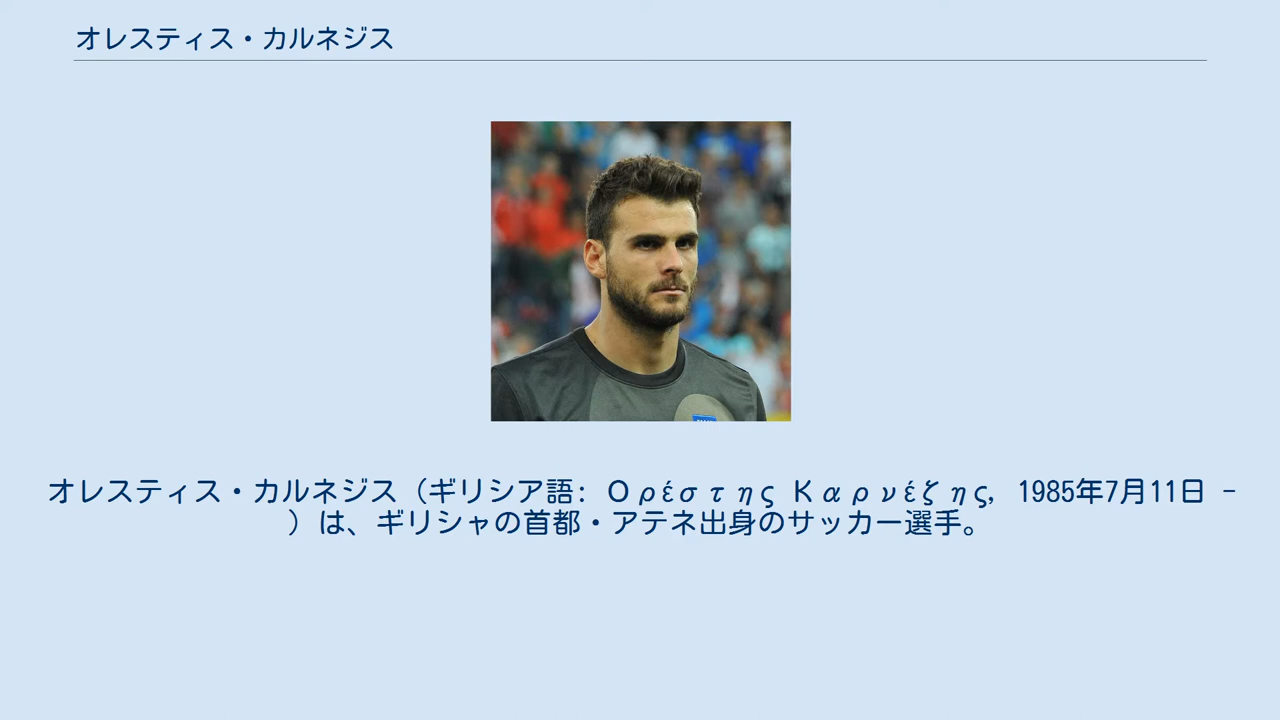 オレスティス・カルネジス
オレスティス・カルネジス（ギリシア語: Ορέστης Καρνέζης, 1985年7月11日 -
）は、ギリシャの首都・アテネ出身のサッカー選手。